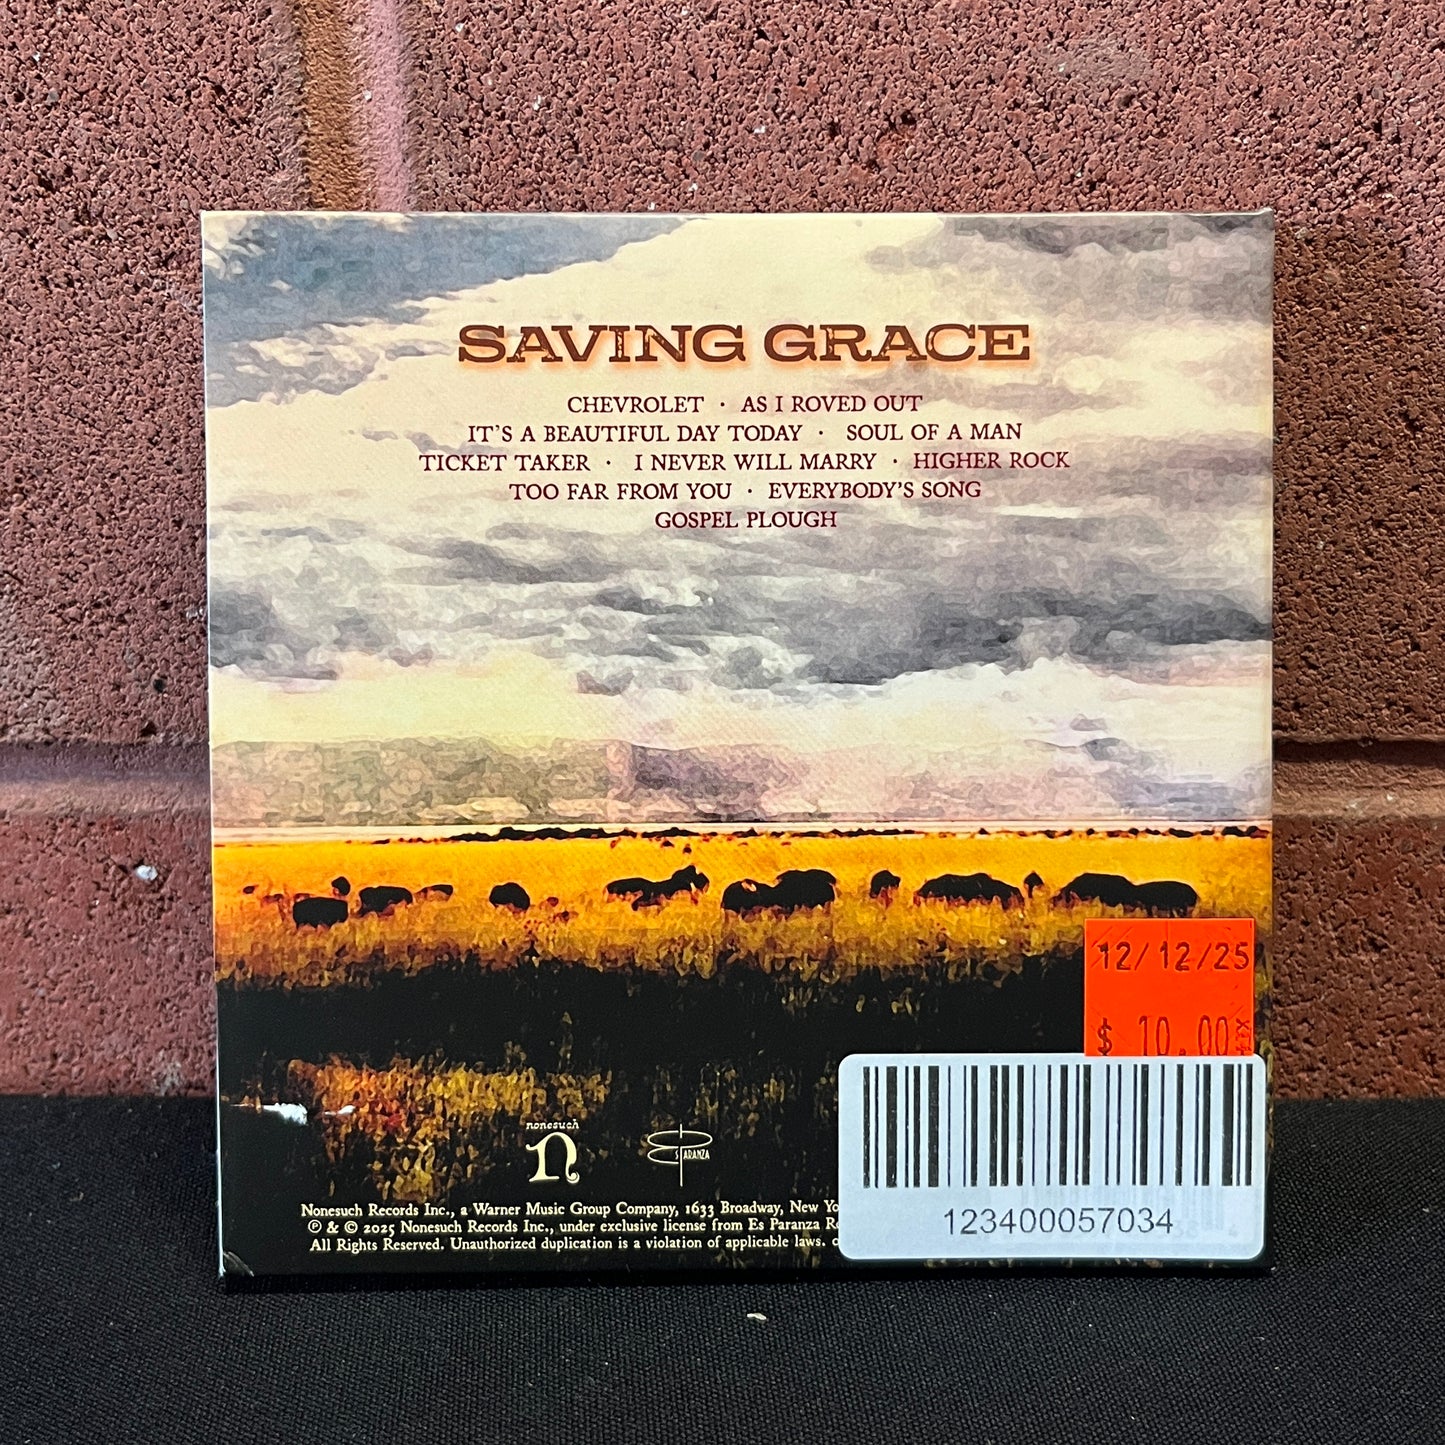 SAVING GRACE
CHEVROLET · AS I ROVED OUT
IT'S A BEAUTIFUL DAY TODAY · SOUL OF A MAN
TICKET TAKER · I NEVER WILL MARRY · HIGHER ROCK
TOO FAR FROM YOU · EVERYBODY'S SONG
GOSPEL PLOUGH
12/12/25
$ 10.00
nonesuch
n
ES PARANZA
Nonesuch Records Inc., a Warner Music Group Company, 1633 Broadway, New
℗ & © 2025 Nonesuch Records Inc., under exclusive license from Es Paranza
All Rights Reserved. Unauthorized duplication is a violation of applicable laws.
123400057034